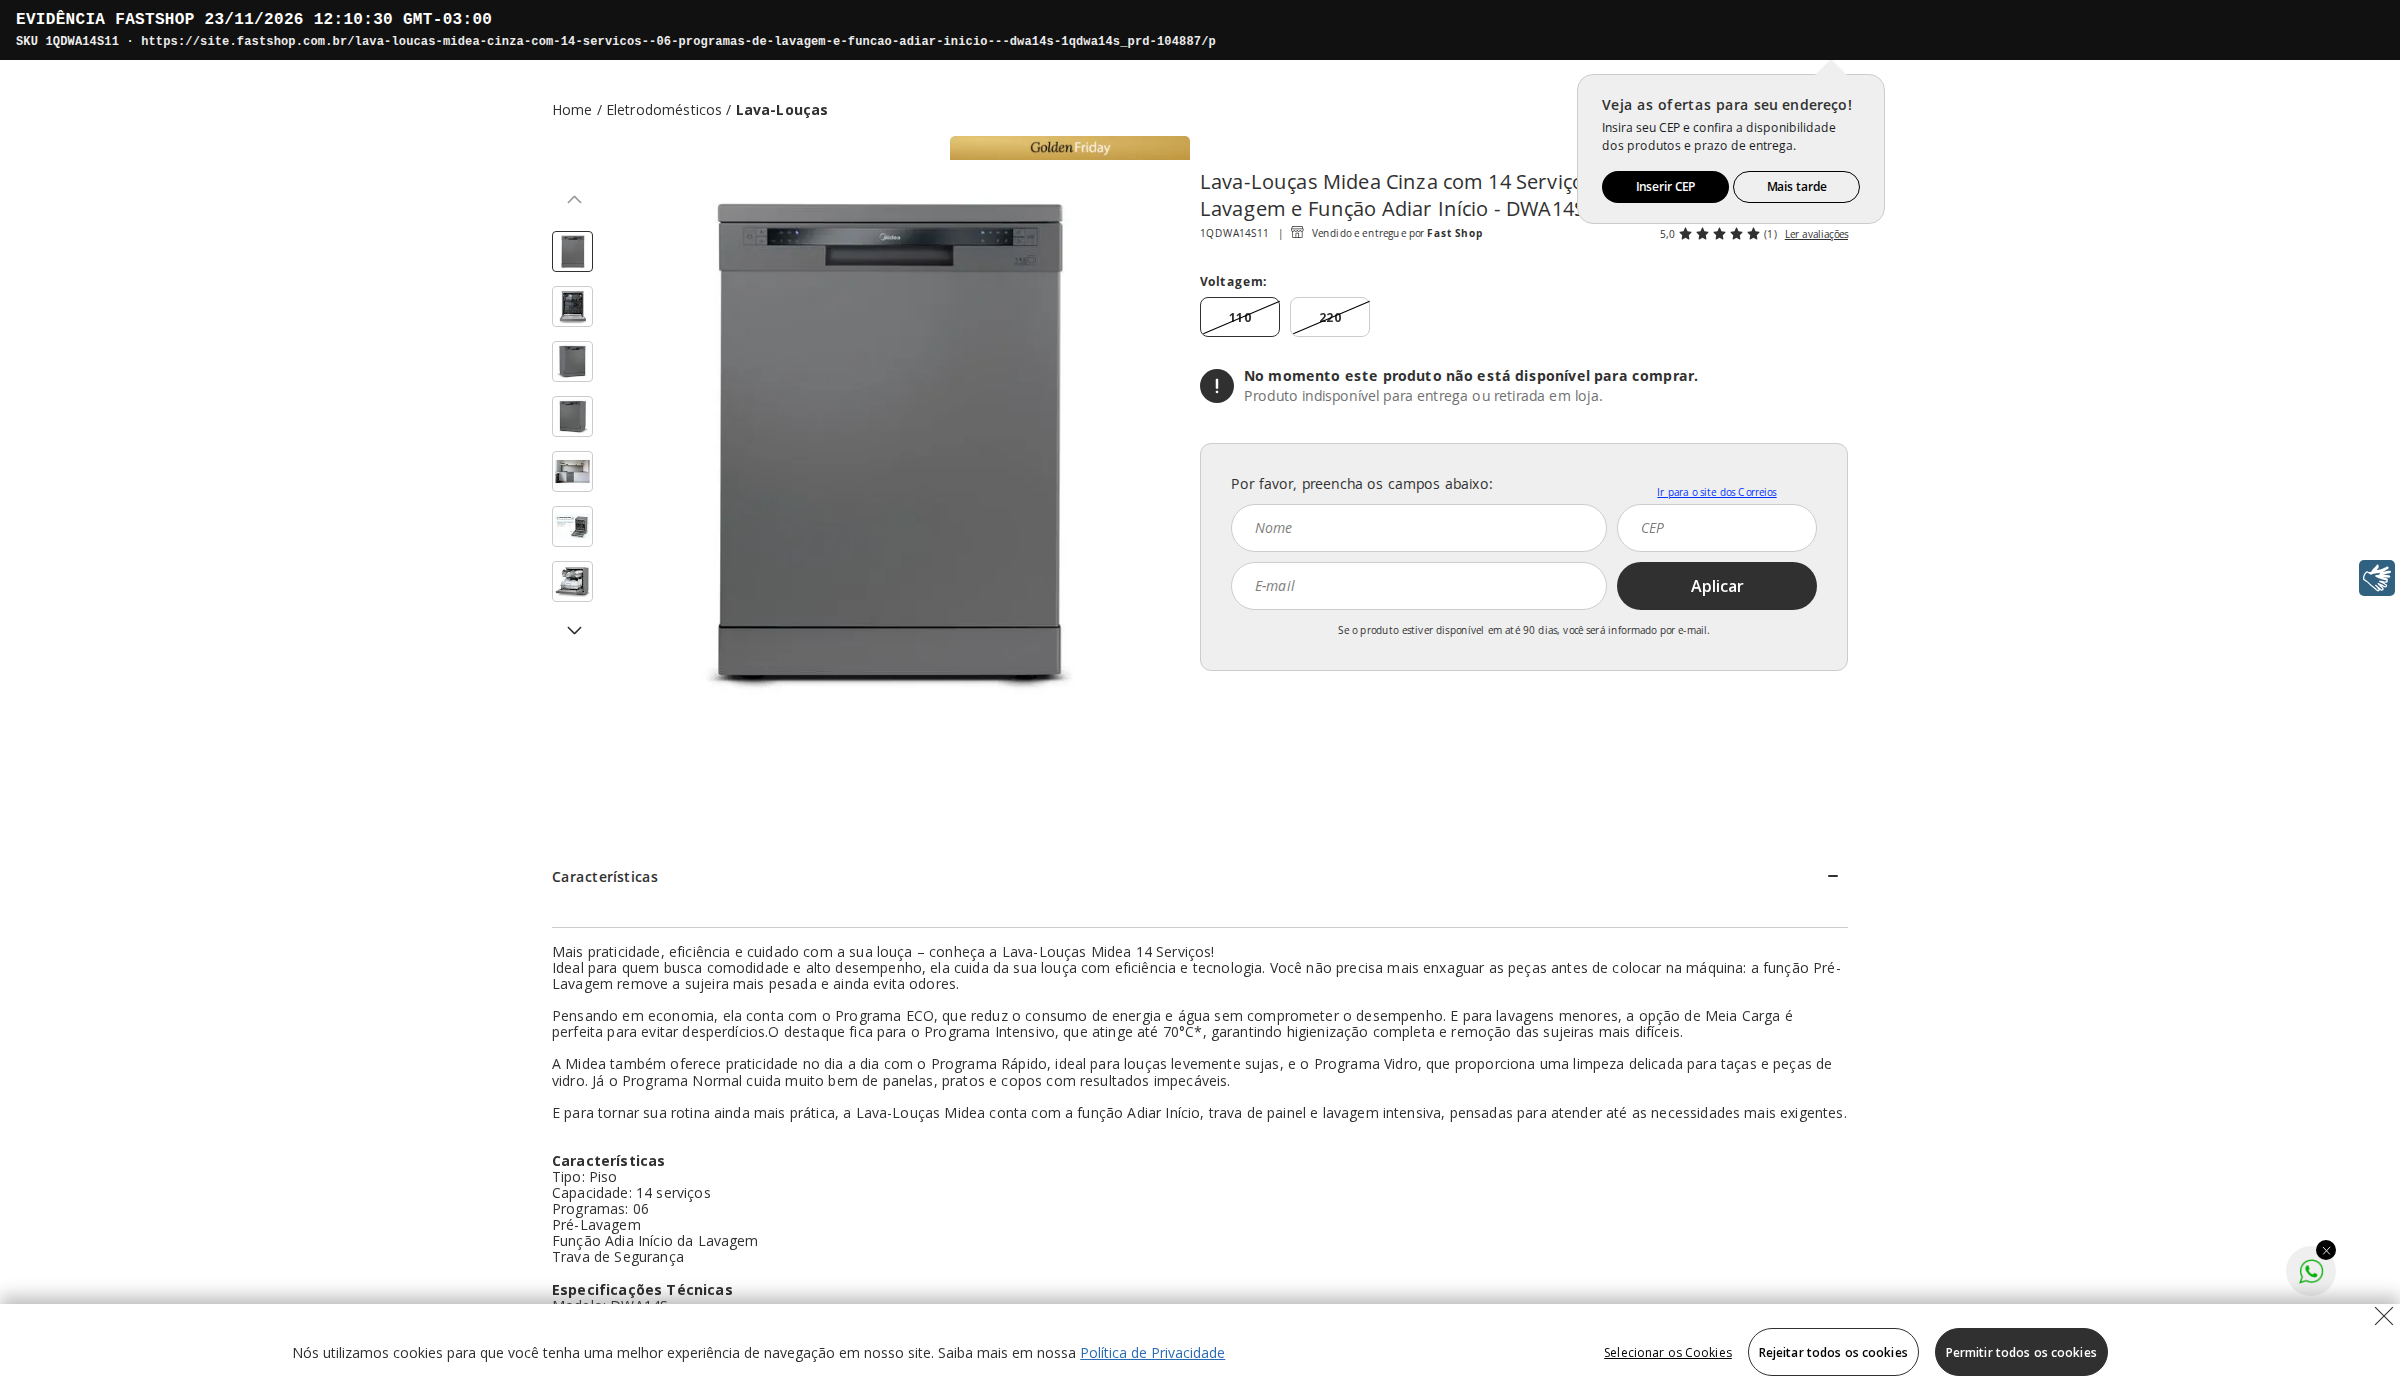 EVIDÊNCIA FASTSHOP 23/11/2026 12:10:30 GMT-03:00
SKU 1QDWA14S11 · https://site.fastshop.com.br/lava-loucas-midea-cinza-com-14-servicos--06-programas-de-lavagem-e-funcao-adiar-inicio---dwa14s-1qdwa14s_prd-104887/p
Veja as ofertas para seu endereço!
Insira seu CEP e confira a disponibilidade
dos produtos e prazo de entrega.
Inserir CEP
Mais tarde
Home / Eletrodomésticos / Lava-Louças
Golden Friday
Lava-Louças Midea Cinza com 14 Serviço
Lavagem e Função Adiar Início - DWA14S
1QDWA14S11 | Vendido e entregue por Fast Shop
5,0 (1) Ler avaliações
Midea
Voltagem:
110
220
No momento este produto não está disponível para comprar.
Produto indisponível para entrega ou retirada em loja.
Por favor, preencha os campos abaixo:
Ir para o site dos Correios
Nome
CEP
E-mail
Aplicar
Se o produto estiver disponível em até 90 dias, você será informado por e-mail.
Características
Mais praticidade, eficiência e cuidado com a sua louça – conheça a Lava-Louças Midea 14 Serviços!
Ideal para quem busca comodidade e alto desempenho, ela cuida da sua louça com eficiência e tecnologia. Você não precisa mais enxaguar as peças antes de colocar na máquina: a função Pré-
Lavagem remove a sujeira mais pesada e ainda evita odores.
Pensando em economia, ela conta com o Programa ECO, que reduz o consumo de energia e água sem comprometer o desempenho. E para lavagens menores, a opção de Meia Carga é
perfeita para evitar desperdícios.O destaque fica para o Programa Intensivo, que atinge até 70°C*, garantindo higienização completa e remoção das sujeiras mais difíceis.
A Midea também oferece praticidade no dia a dia com o Programa Rápido, ideal para louças levemente sujas, e o Programa Vidro, que proporciona uma limpeza delicada para taças e peças de
vidro. Já o Programa Normal cuida muito bem de panelas, pratos e copos com resultados impecáveis.
E para tornar sua rotina ainda mais prática, a Lava-Louças Midea conta com a função Adiar Início, trava de painel e lavagem intensiva, pensadas para atender até as necessidades mais exigentes.
Características
Tipo: Piso
Capacidade: 14 serviços
Programas: 06
Pré-Lavagem
Função Adia Início da Lavagem
Trava de Segurança
Especificações Técnicas
Modelo: DWA14S
Nós utilizamos cookies para que você tenha uma melhor experiência de navegação em nosso site. Saiba mais em nossa Política de Privacidade
Selecionar os Cookies
Rejeitar todos os cookies
Permitir todos os cookies